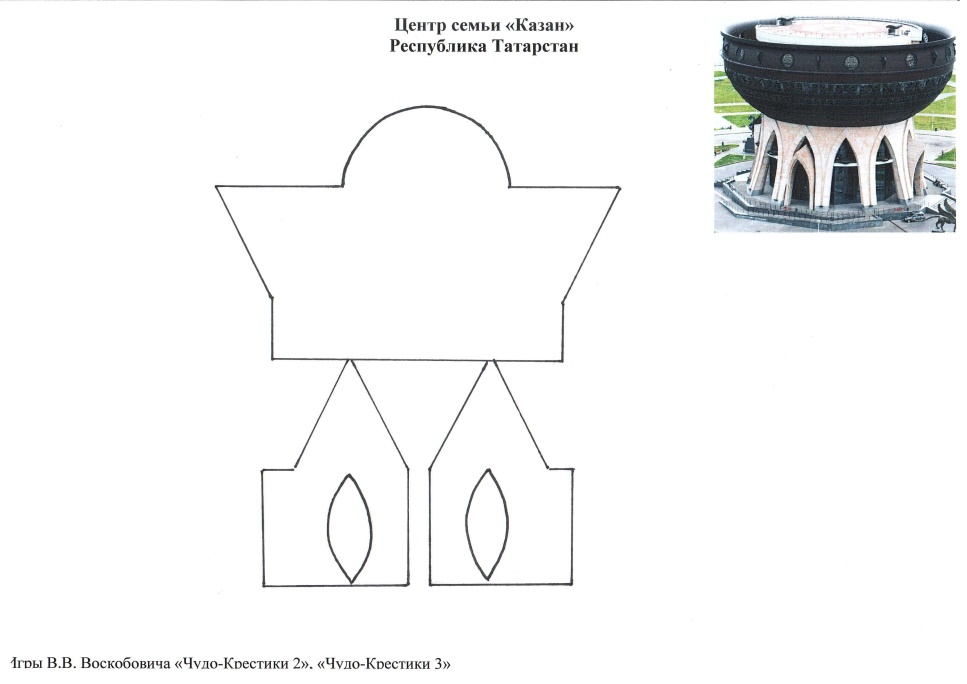 Центр семьи «Казан»
Республика Татарстан
Игры В.В. Воскобовича «Чудо-Крестики 2», «Чудо-Крестики 3»